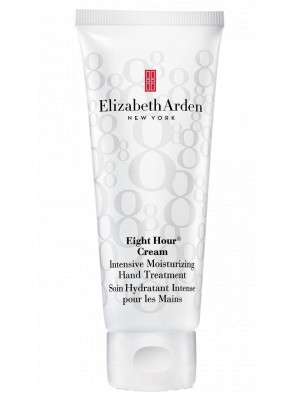 Elizabeth Arden
NEW YORK
Eight Hour®
Cream
Intensive Moisturizing
Hand Treatment
Soin Hydratant Intense
pour les Mains